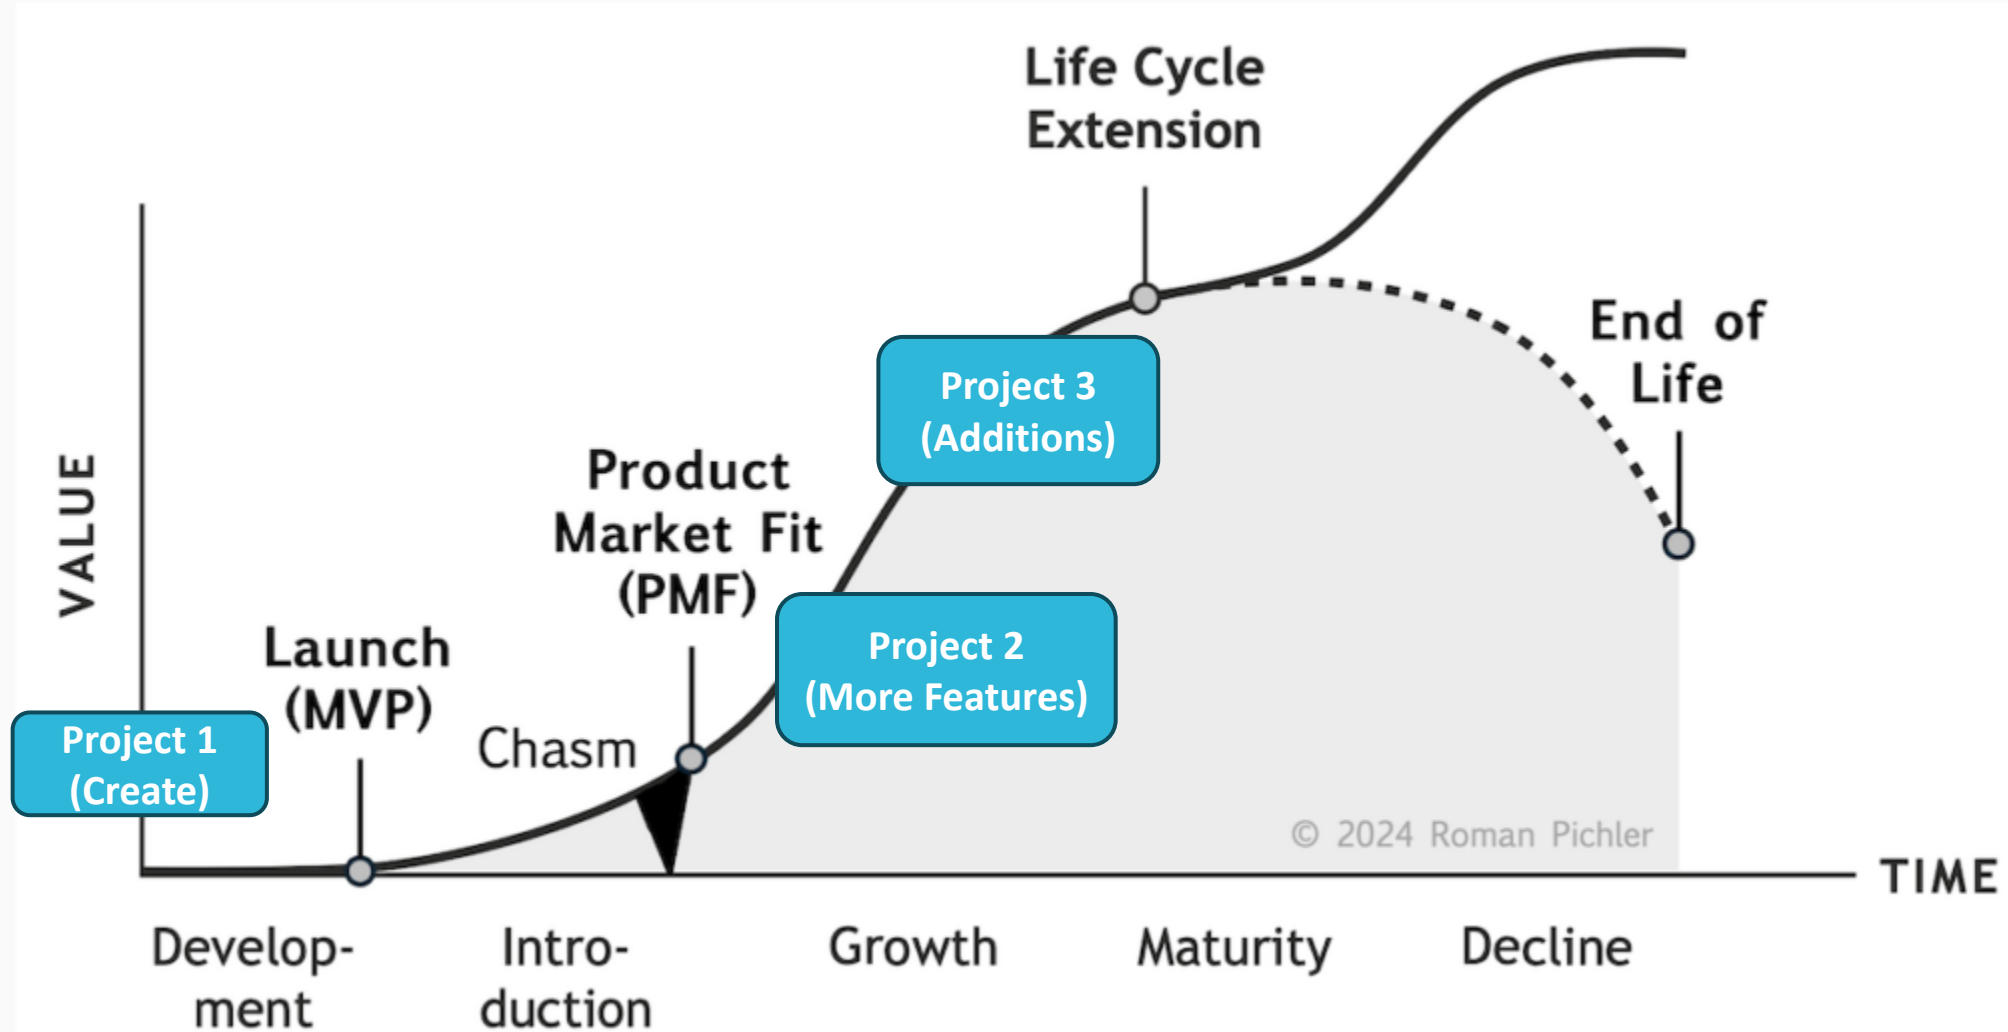 Life Cycle
Extension
End of
Life
Project 3
(Additions)
Product
Market Fit
(PMF)
VALUE
Project 2
(More Features)
Launch
(MVP)
Chasm
Project 1
(Create)
© 2024 Roman Pichler
TIME
Develop-
ment
Intro-
duction
Growth
Maturity
Decline